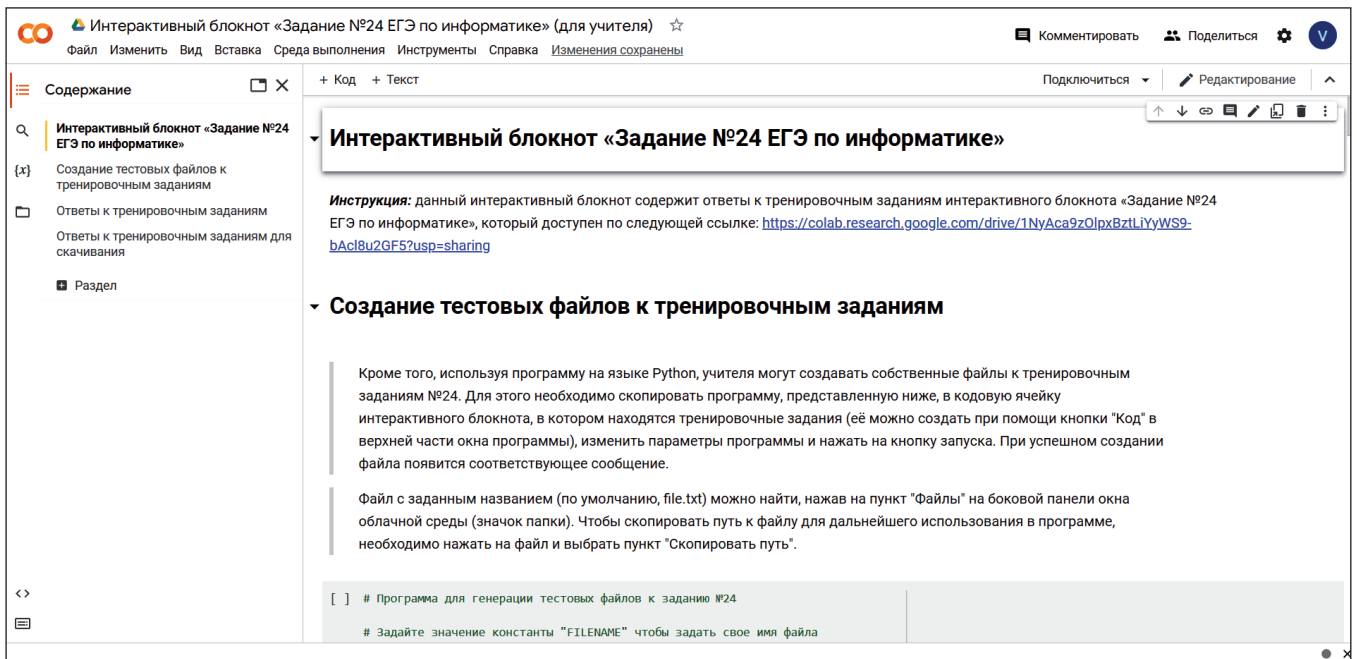 Интерактивный блокнот «Задание №24 ЕГЭ по информатике» (для учителя)
Файл Изменить Вид Вставка Среда выполнения Инструменты Справка Изменения сохранены
Комментировать Поделиться V
Содержание
Интерактивный блокнот «Задание №24
ЕГЭ по информатике»
Создание тестовых файлов к
тренировочным заданиям
Ответы к тренировочным заданиям
Ответы к тренировочным заданиям для
скачивания
Раздел
{x}
+ Код + Текст
Подключиться Редактирование
Интерактивный блокнот «Задание №24 ЕГЭ по информатике»
Инструкция: данный интерактивный блокнот содержит ответы к тренировочным заданиям интерактивного блокнота «Задание №24
ЕГЭ по информатике», который доступен по следующей ссылке: https://colab.research.google.com/drive/1NyAca9zOlpxBztLiYyWS9-
bAcl8u2GF5?usp=sharing
Создание тестовых файлов к тренировочным заданиям
Кроме того, используя программу на языке Python, учителя могут создавать собственные файлы к тренировочным
заданиям №24. Для этого необходимо скопировать программу, представленную ниже, в кодовую ячейку
интерактивного блокнота, в котором находятся тренировочные задания (её можно создать при помощи кнопки "Код" в
верхней части окна программы), изменить параметры программы и нажать на кнопку запуска. При успешном создании
файла появится соответствующее сообщение.
Файл с заданным названием (по умолчанию, file.txt) можно найти, нажав на пункт "Файлы" на боковой панели окна
облачной среды (значок папки). Чтобы скопировать путь к файлу для дальнейшего использования в программе,
необходимо нажать на файл и выбрать пункт "Скопировать путь".
[ ] # Программа для генерации тестовых файлов к заданию №24
# Задайте значение константы "FILENAME" чтобы задать свое имя файла